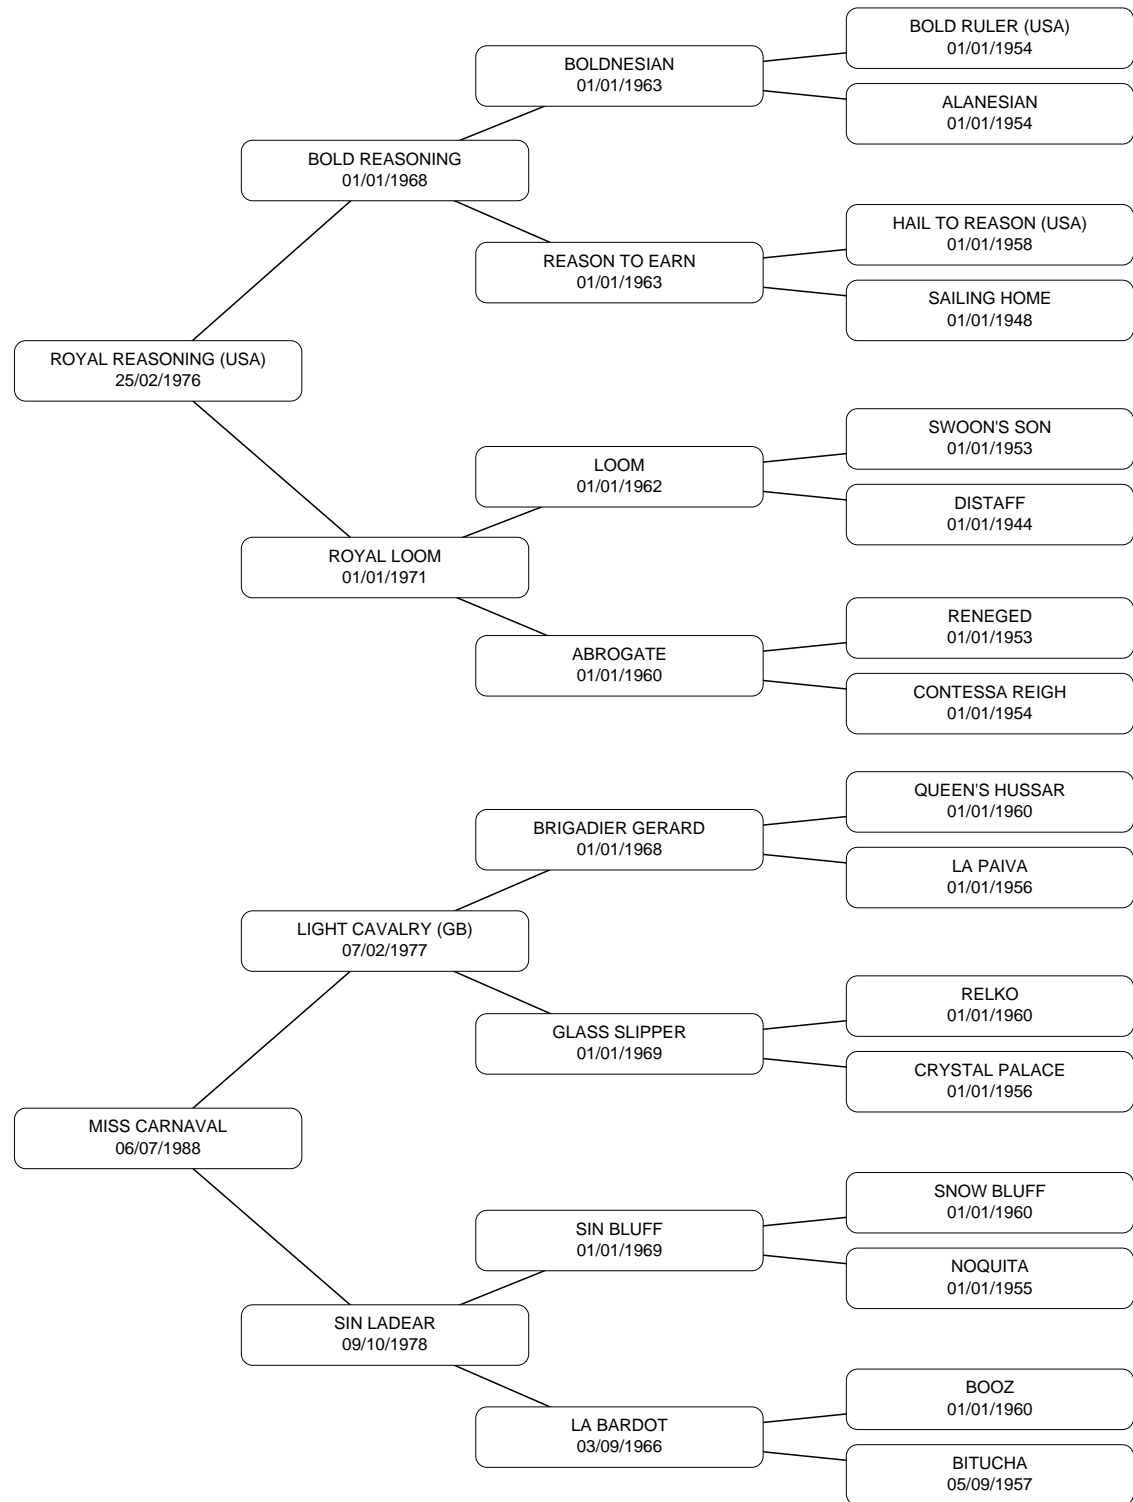 BOLD RULER (USA)
01/01/1954
BOLDNESIAN
01/01/1963
ALANESIAN
01/01/1954
BOLD REASONING
01/01/1968
HAIL TO REASON (USA)
01/01/1958
REASON TO EARN
01/01/1963
SAILING HOME
01/01/1948
ROYAL REASONING (USA)
25/02/1976
SWOON'S SON
01/01/1953
LOOM
01/01/1962
DISTAFF
01/01/1944
ROYAL LOOM
01/01/1971
RENEGED
01/01/1953
ABROGATE
01/01/1960
CONTESSA REIGH
01/01/1954
QUEEN'S HUSSAR
01/01/1960
BRIGADIER GERARD
01/01/1968
LA PAIVA
01/01/1956
LIGHT CAVALRY (GB)
07/02/1977
RELKO
01/01/1960
GLASS SLIPPER
01/01/1969
CRYSTAL PALACE
01/01/1956
MISS CARNAVAL
06/07/1988
SNOW BLUFF
01/01/1960
SIN BLUFF
01/01/1969
NOQUITA
01/01/1955
SIN LADEAR
09/10/1978
BOOZ
01/01/1960
LA BARDOT
03/09/1966
BITUCHA
05/09/1957